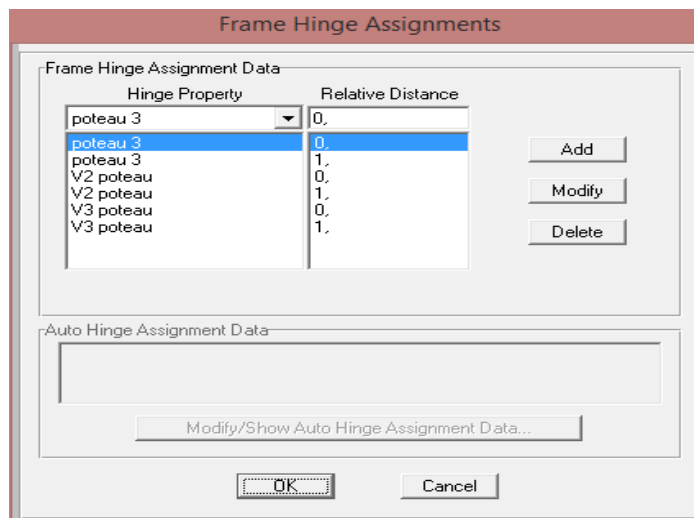 Frame Hinge Assignments
Frame Hinge Assignment Data
Hinge Property Relative Distance
poteau 3 0,
poteau 3 0,
poteau 3 1,
V2 poteau 0,
V2 poteau 1,
V3 poteau 0,
V3 poteau 1,
Add
Modify
Delete
Auto Hinge Assignment Data
Modify/Show Auto Hinge Assignment Data...
OK Cancel